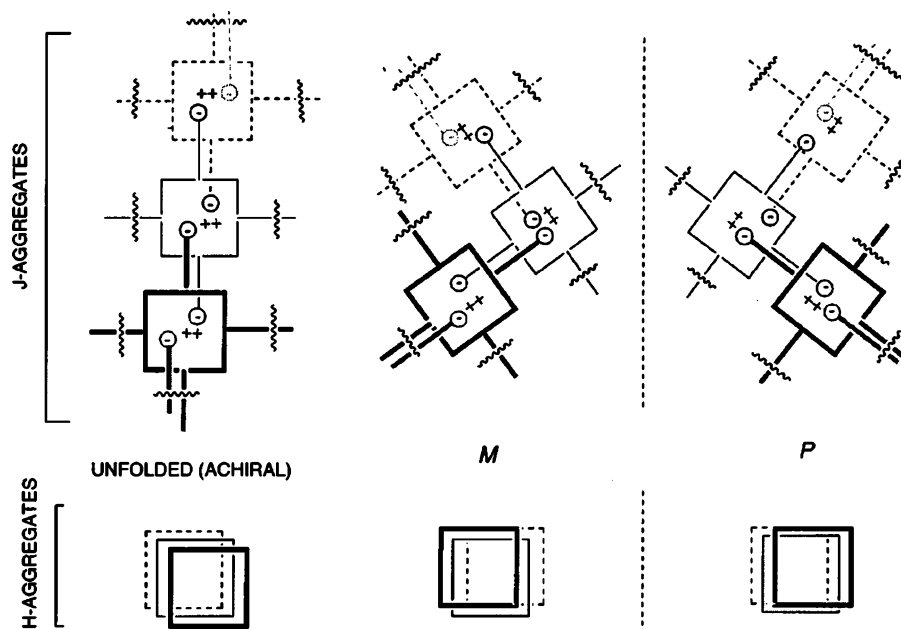 J-AGGREGATES
++
++
++
++
++
++
++
++
++
UNFOLDED (ACHIRAL)
M
P
H-AGGREGATES